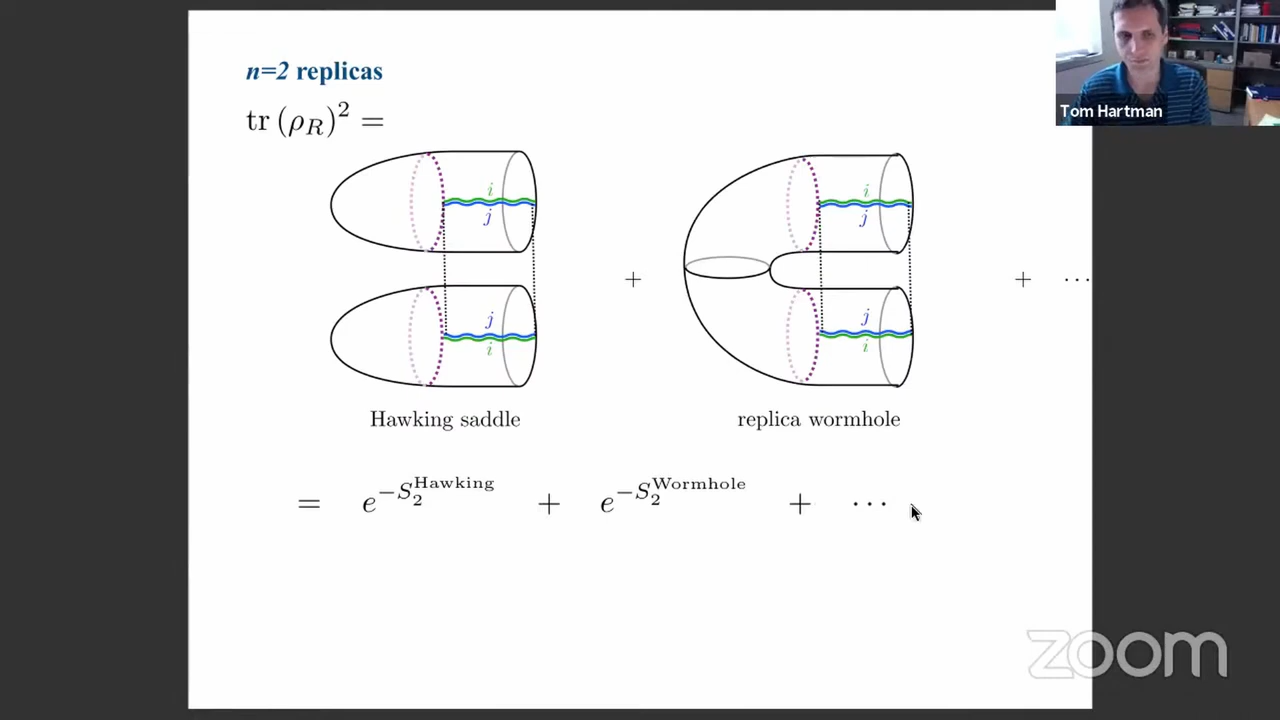 n=2 replicas
tr (ρ_R)^2 =
i
j
j
i
+
i
j
j
i
+ ···
Hawking saddle
replica wormhole
= e^{-S_2^{Hawking}} + e^{-S_2^{Wormhole}} + ···
Tom Hartman
zoom